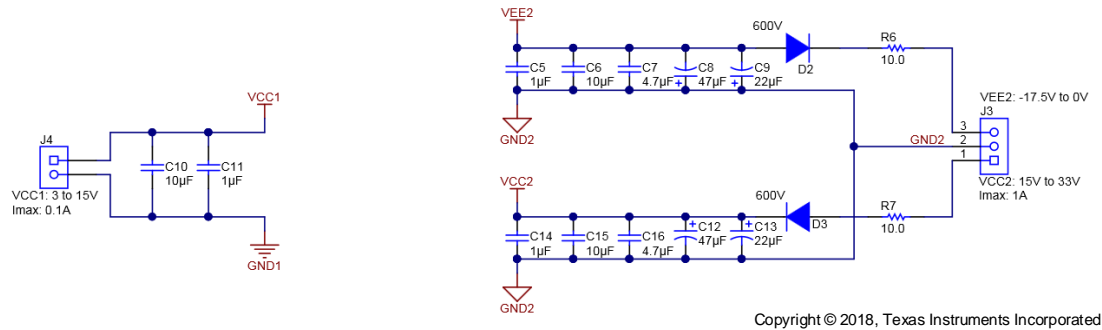 VCC1
J4
C10
10µF
C11
1µF
VCC1: 3 to 15V
Imax: 0.1A
GND1
VEE2
600V
D2
R6
10.0
C5
1µF
C6
10µF
C7
4.7µF
C8
47µF
+
C9
22µF
+
GND2
VEE2: -17.5V to 0V
J3
3
GND2
2
1
VCC2: 15V to 33V
Imax: 1A
VCC2
600V
D3
R7
10.0
C14
1µF
C15
10µF
C16
4.7µF
+
C12
47µF
+
C13
22µF
GND2
Copyright © 2018, Texas Instruments Incorporated